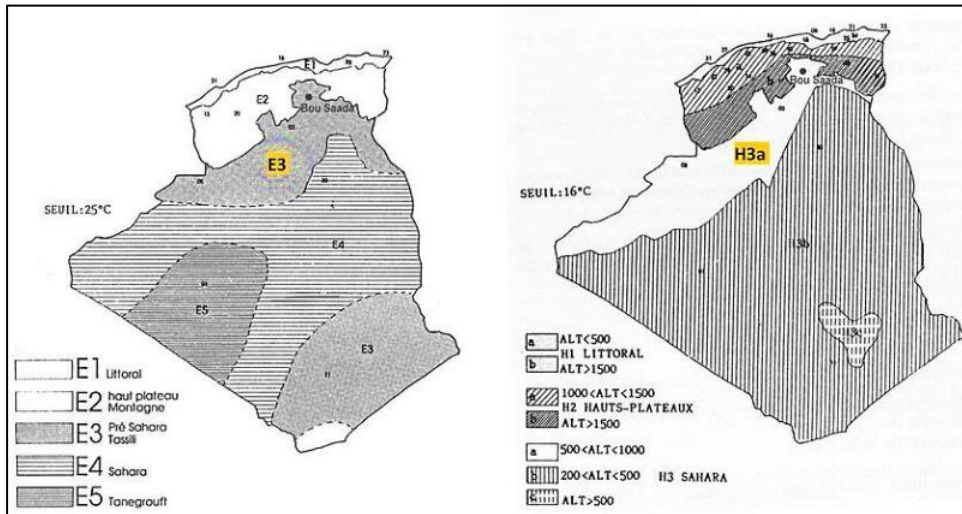 E1
E2
Bou Saada
E3
SEUIL:25°C
E4
E5
E3
E1 Littoral
E2 haut plateau
Montagne
E3 Pré Sahara
Tassili
E4 Sahara
E5 Tanegrouft
Bou Saada
b
H3a
SEUIL:16°C
H3b
H3c
a ALT<500
H1 LITTORAL
b ALT>1500
a 1000<ALT<1500
H2 HAUTS-PLATEAUX
b ALT>1500
a 500<ALT<1000
b 200<ALT<500 H3 SAHARA
c ALT>500